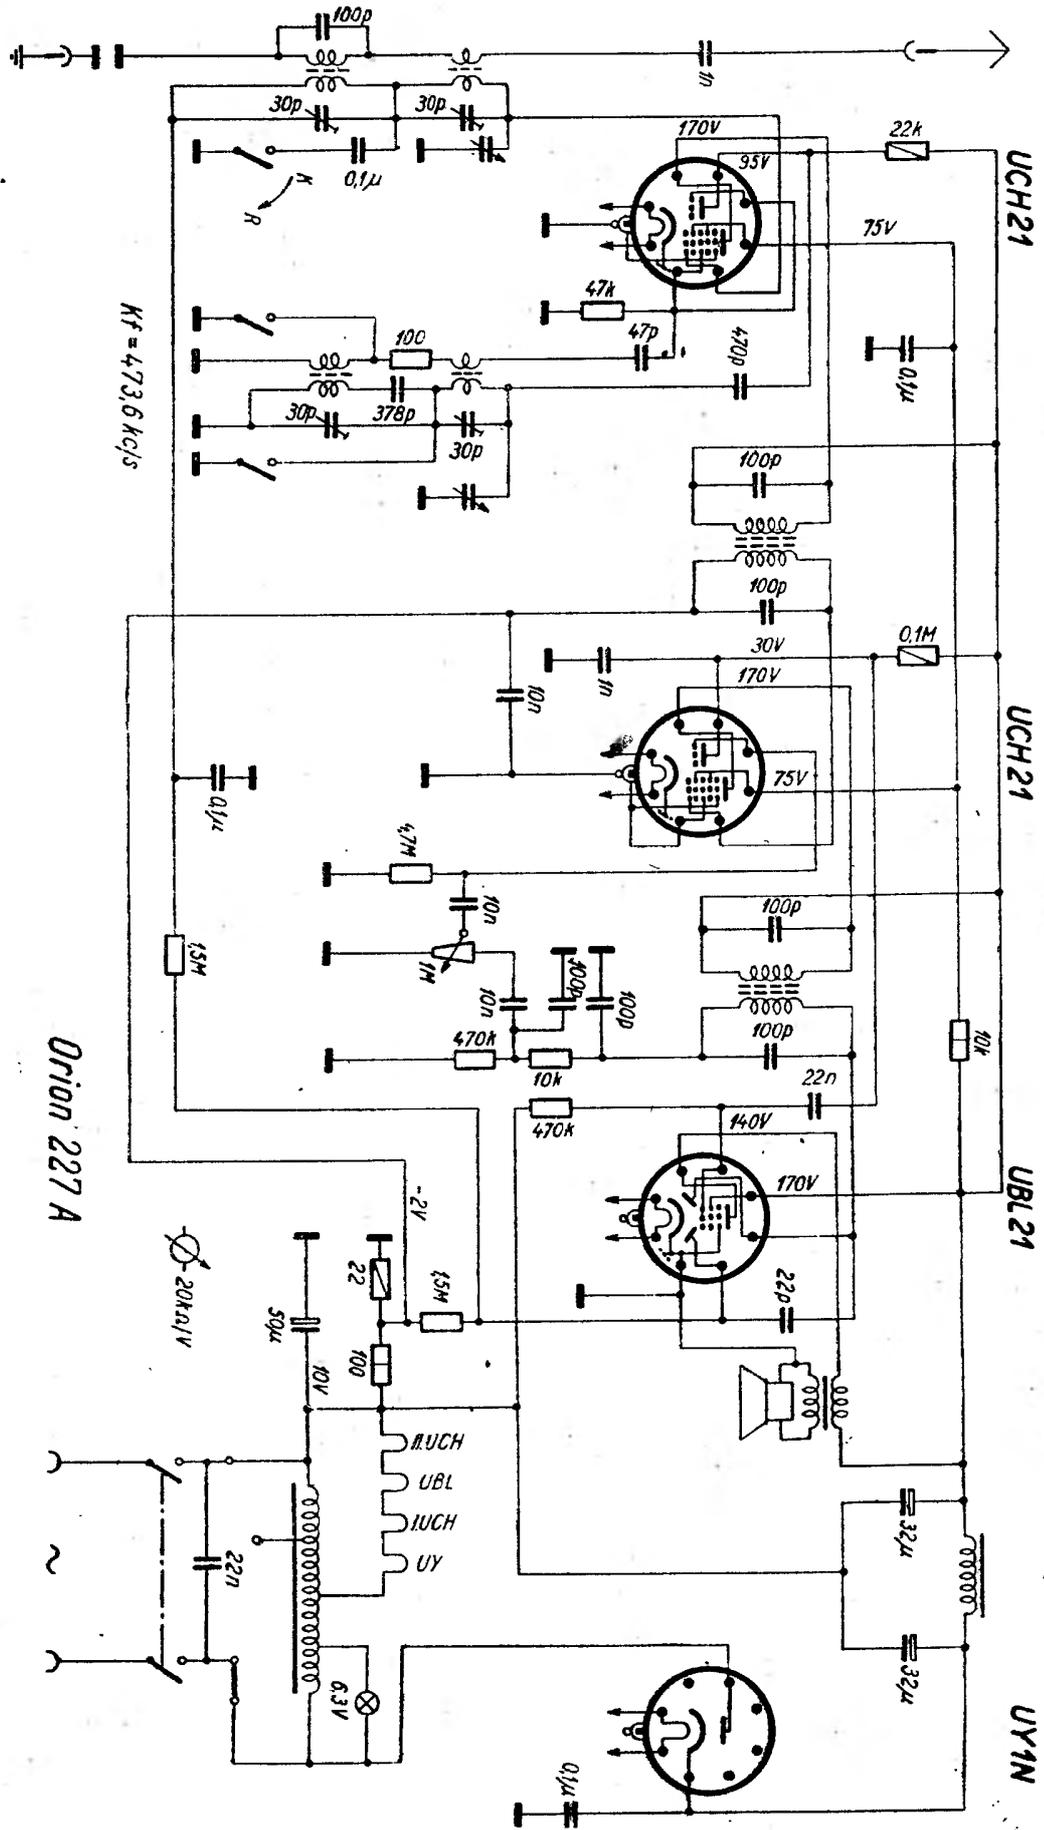 UCH21
UCH21
UBL21
UY1N
1n
22k
0,1µ
0,1M
10k
32µ
32µ
170V
95V
75V
470p
100p
100p
30V
170V
75V
100p
100p
22n
140V
170V
22p
1n
47k
47p
10n
4,7M
10n
1M
10n
100p
100p
470k
10k
470k
100p
30p
30p
0,1µ
K
R
100
30p
378p
30p
Kf=473,6 kc/s
0,1µ
1,5M
-2V
22
1,5M
100
50µ
10V
II.UCH
UBL
I.UCH
UY
22n
6,3V
0,1µ
~
20kΩ/V
Orion 227 A